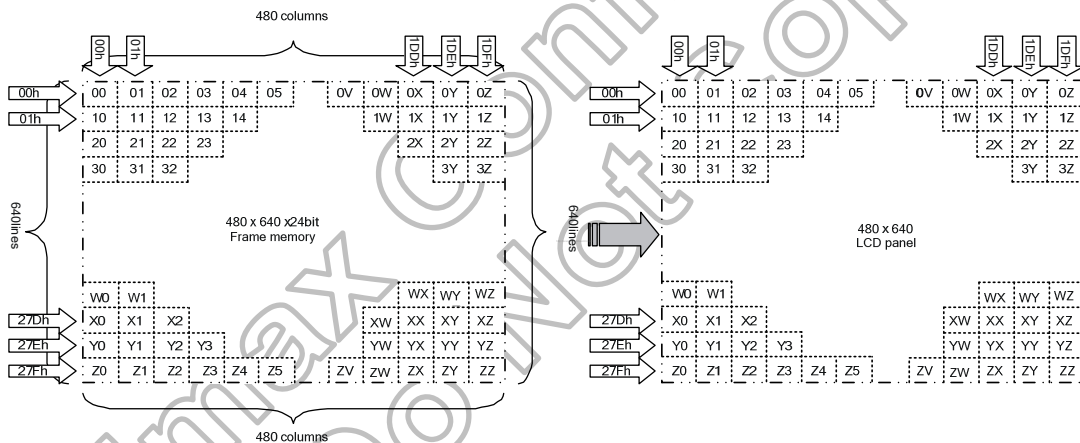 480 columns
00h 01h 1DDh 1DEh 1DFh 00h 01h 1DDh 1DEh 1DFh
00h 00 01 02 03 04 05 0V 0W 0X 0Y 0Z 00h 00 01 02 03 04 05 0V 0W 0X 0Y 0Z
01h 10 11 12 13 14 1W 1X 1Y 1Z 01h 10 11 12 13 14 1W 1X 1Y 1Z
20 21 22 23 2X 2Y 2Z 20 21 22 23 2X 2Y 2Z
30 31 32 3Y 3Z 30 31 32 3Y 3Z
640lines 480 x 640 x24bit 640lines 480 x 640
Frame memory LCD panel
W0 W1 WX WY WZ W0 W1 WX WY WZ
27Dh X0 X1 X2 XW XX XY XZ 27Dh X0 X1 X2 XW XX XY XZ
27Eh Y0 Y1 Y2 Y3 YW YX YY YZ 27Eh Y0 Y1 Y2 Y3 YW YX YY YZ
27Fh Z0 Z1 Z2 Z3 Z4 Z5 ZV ZW ZX ZY ZZ 27Fh Z0 Z1 Z2 Z3 Z4 Z5 ZV ZW ZX ZY ZZ
480 columns
Do Not